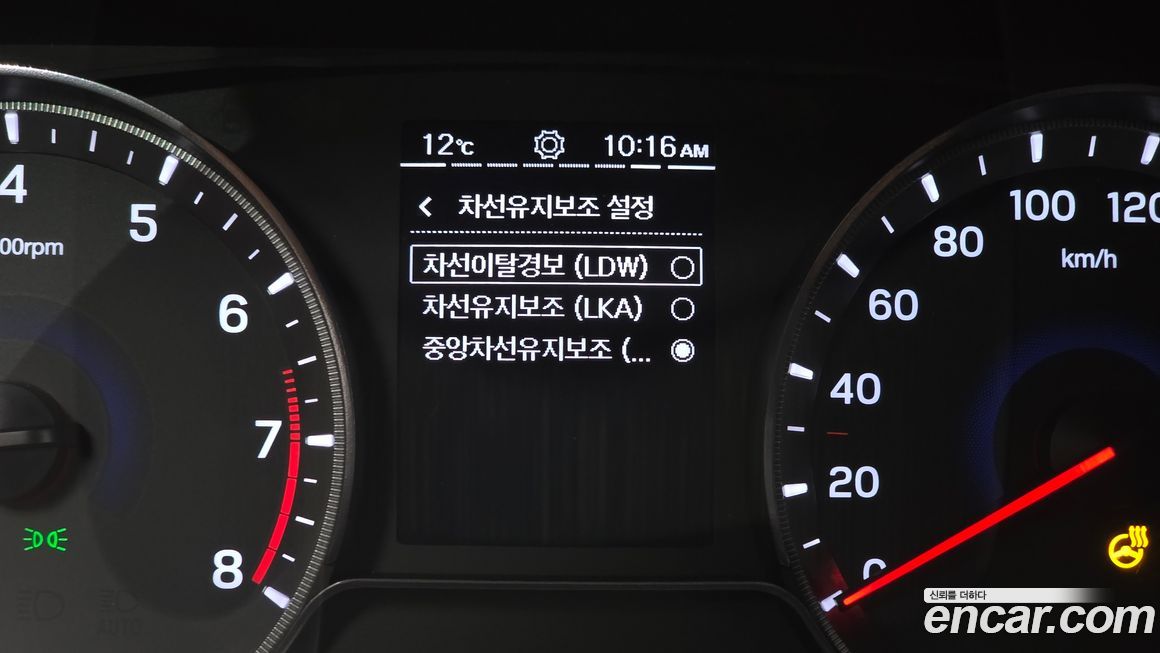 12℃ 10:16 AM
차선유지보조 설정
차선이탈경보 (LDW)
차선유지보조 (LKA)
중앙차선유지보조 (...
4
5
00rpm
6
7
8
100
120
80
km/h
60
40
20
0
AUTO
신뢰를 더하다
encar.com